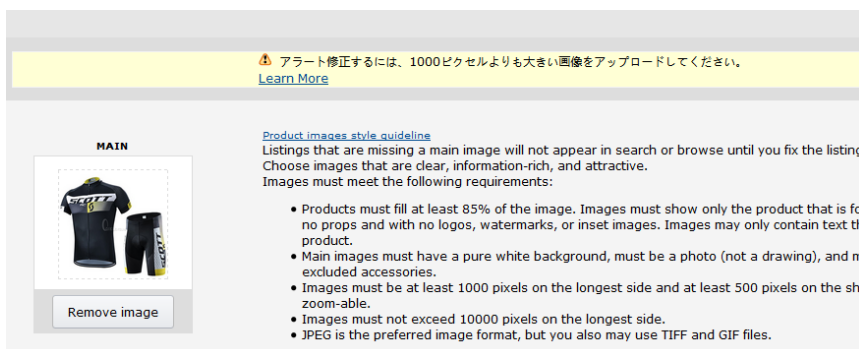 アラート修正するには、1000ピクセルよりも大きい画像をアップロードしてください。
Learn More
MAIN
SCOTT
SCOTT
Remove image
Product images style guideline
Listings that are missing a main image will not appear in search or browse until you fix the listing
Choose images that are clear, information-rich, and attractive.
Images must meet the following requirements:
• Products must fill at least 85% of the image. Images must show only the product that is
no props and with no logos, watermarks, or inset images. Images may only contain text
product.
• Main images must have a pure white background, must be a photo (not a drawing), and
excluded accessories.
• Images must be at least 1000 pixels on the longest side and at least 500 pixels on the
zoom-able.
• Images must not exceed 10000 pixels on the longest side.
• JPEG is the preferred image format, but you also may use TIFF and GIF files.